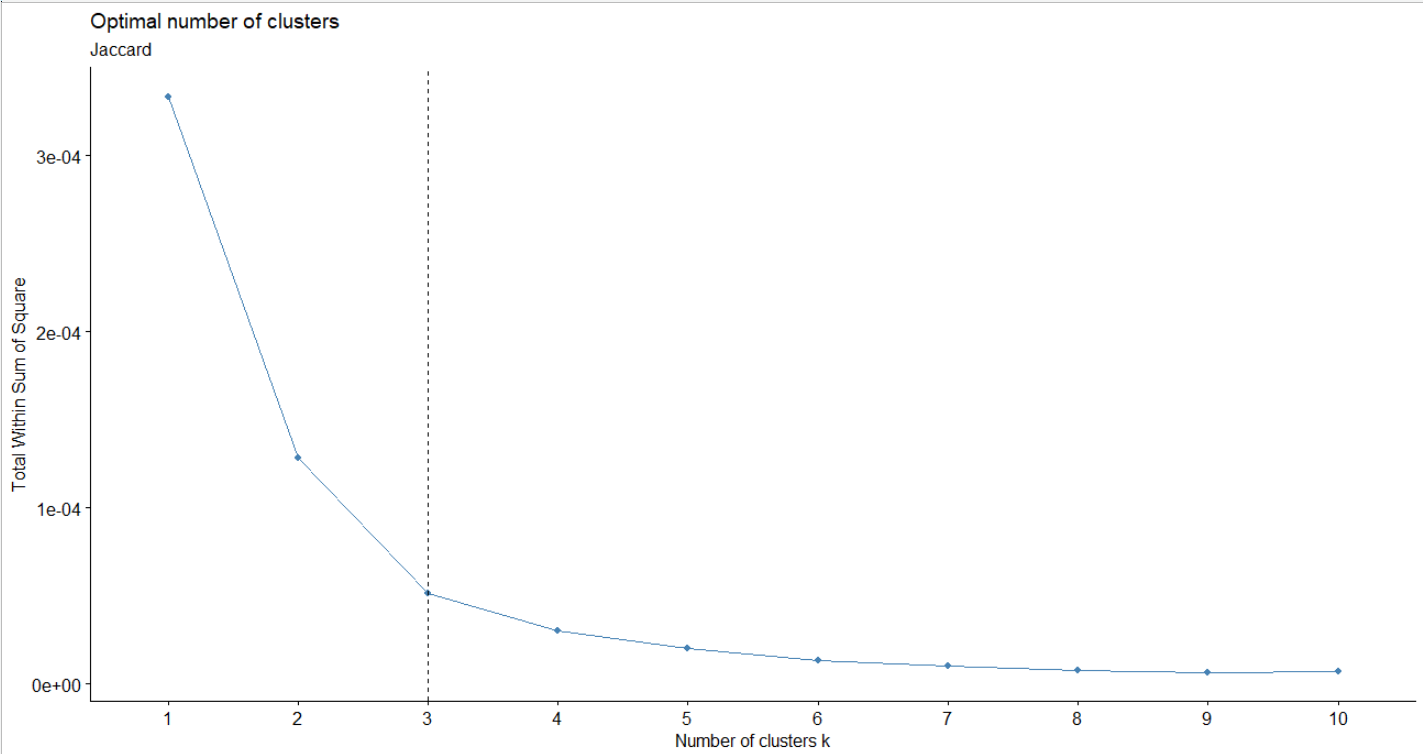 Optimal number of clusters
Jaccard
Total Within Sum of Square
3e-04
2e-04
1e-04
0e+00
1 2 3 4 5 6 7 8 9 10
Number of clusters k